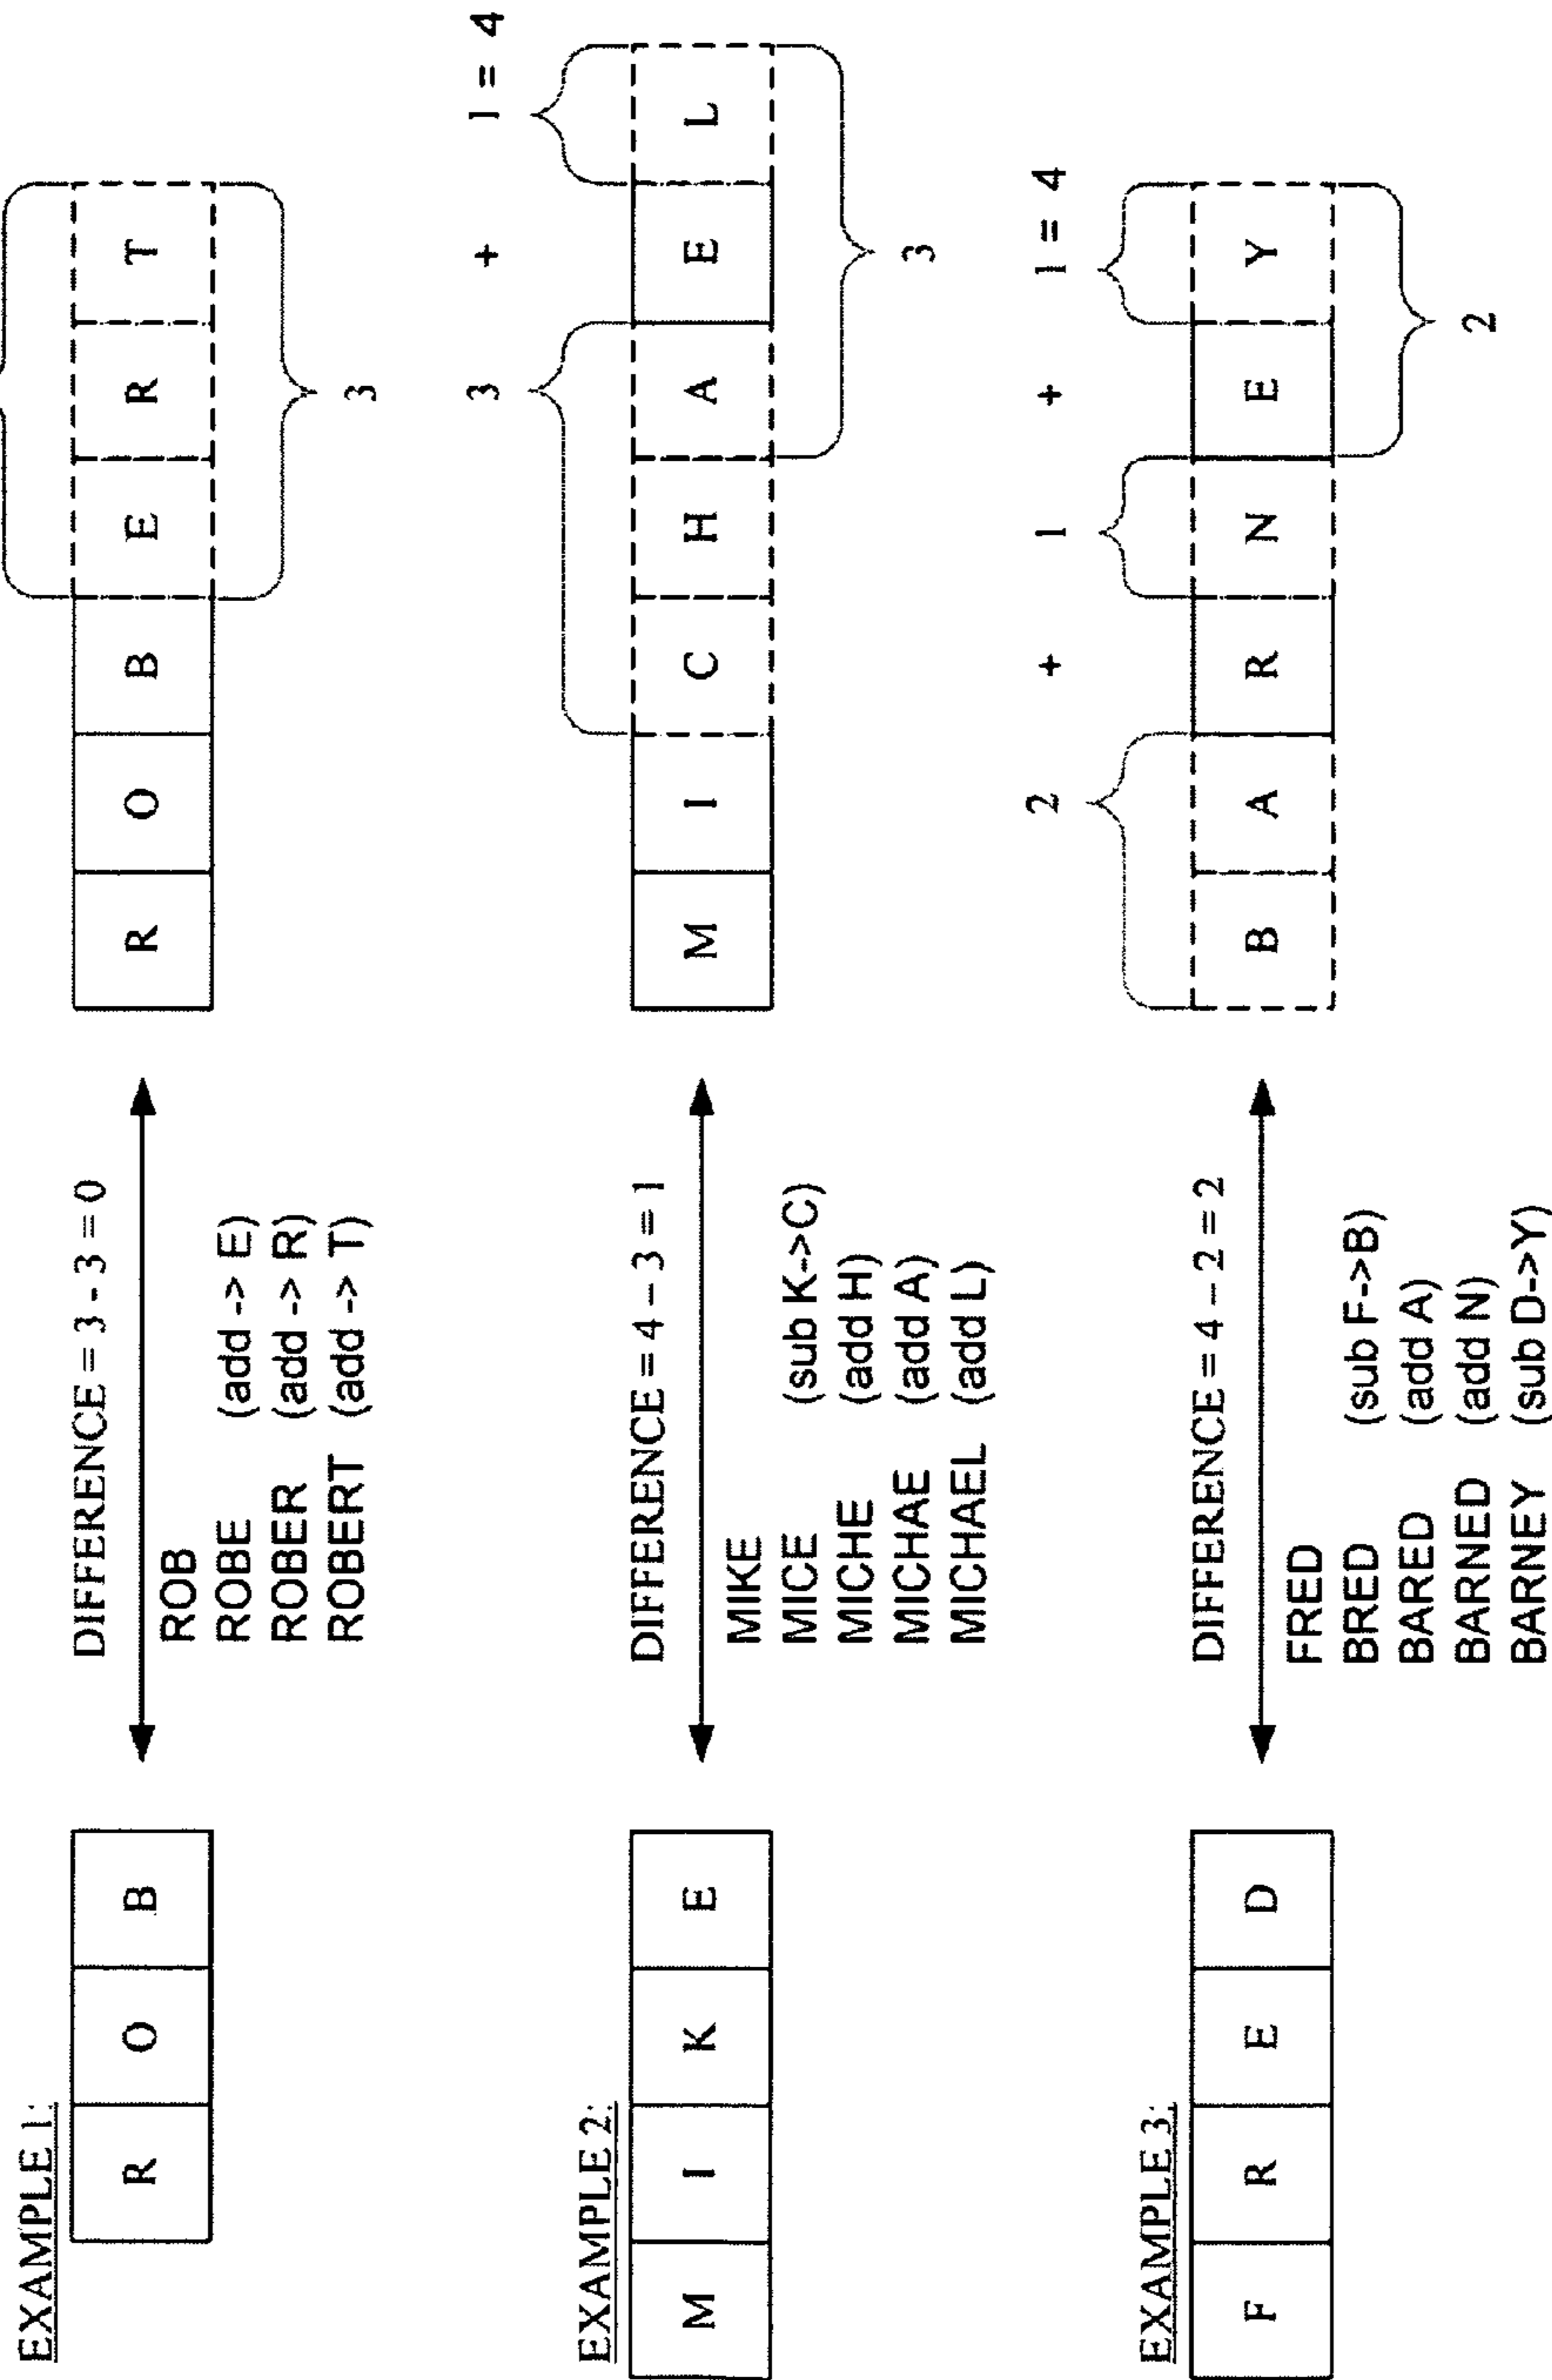 EXAMPLE 1:
R O B
DIFFERENCE = 3 - 3 = 0
ROB
ROBE (add -> E)
ROBER (add -> R)
ROBERT (add -> T)
R O B E R T
3
EXAMPLE 2:
M I K E
DIFFERENCE = 4 – 3 = 1
MIKE
MICE (sub K->C)
MICHE (add H)
MICHAE (add A)
MICHAEL (add L)
3 + 1 = 4
M I C H A E L
3
EXAMPLE 3:
F R E D
DIFFERENCE = 4 – 2 = 2
FRED
BRED (sub F->B)
BARED (add A)
BARNED (add N)
BARNEY (sub D->Y)
2 + 1 + 1 = 4
B A R N E Y
2